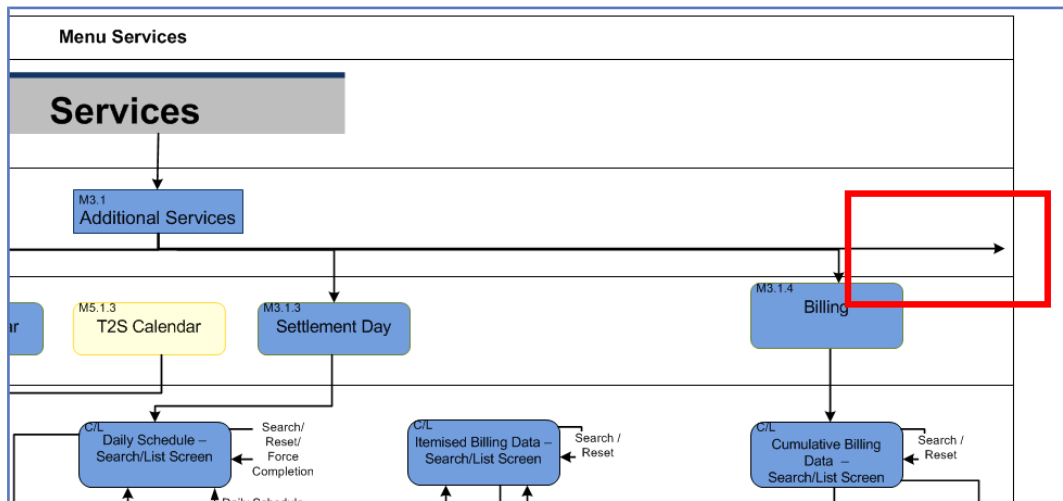 Menu Services
Services
M3.1
Additional Services
ar
M5.1.3
T2S Calendar
M3.1.3
Settlement Day
M3.1.4
Billing
C/L
Daily Schedule –
Search/List Screen
Search/
Reset/
Force
Completion
C/L
Itemised Billing Data –
Search/List Screen
Search /
Reset
C/L
Cumulative Billing
Data –
Search/List Screen
Search /
Reset
Daily Schedule